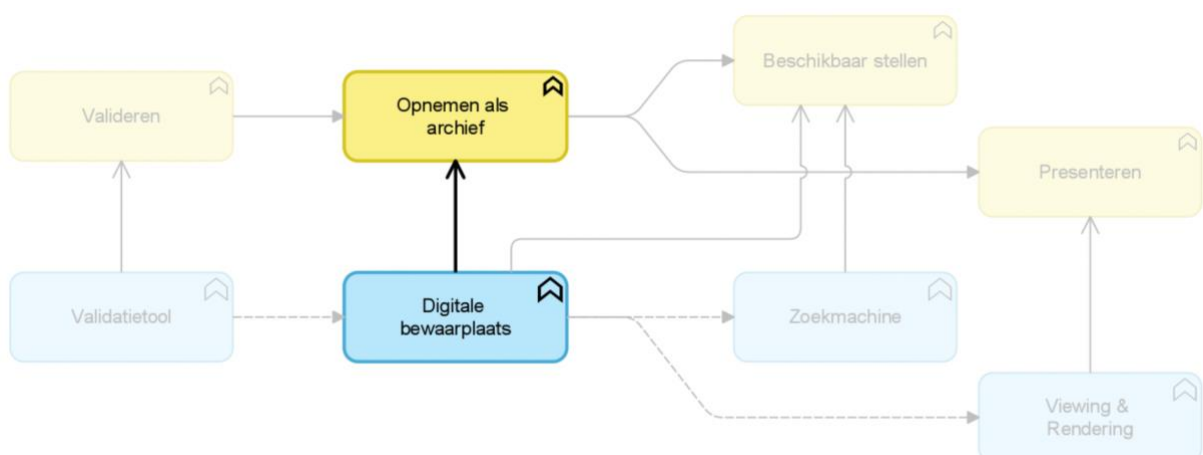 Beschikbaar stellen
Valideren
Opnemen als
archief
Presenteren
Validatietool
Digitale
bewaarplaats
Zoekmachine
Viewing &
Rendering